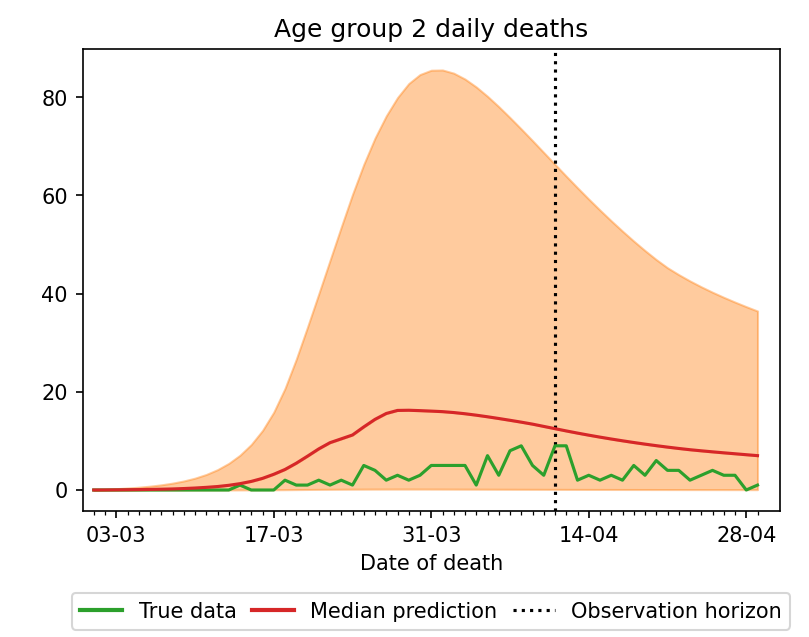 Age group 2 daily deaths
80
60
40
20
0
03-03 17-03 31-03 14-04 28-04
Date of death
True data Median prediction Observation horizon